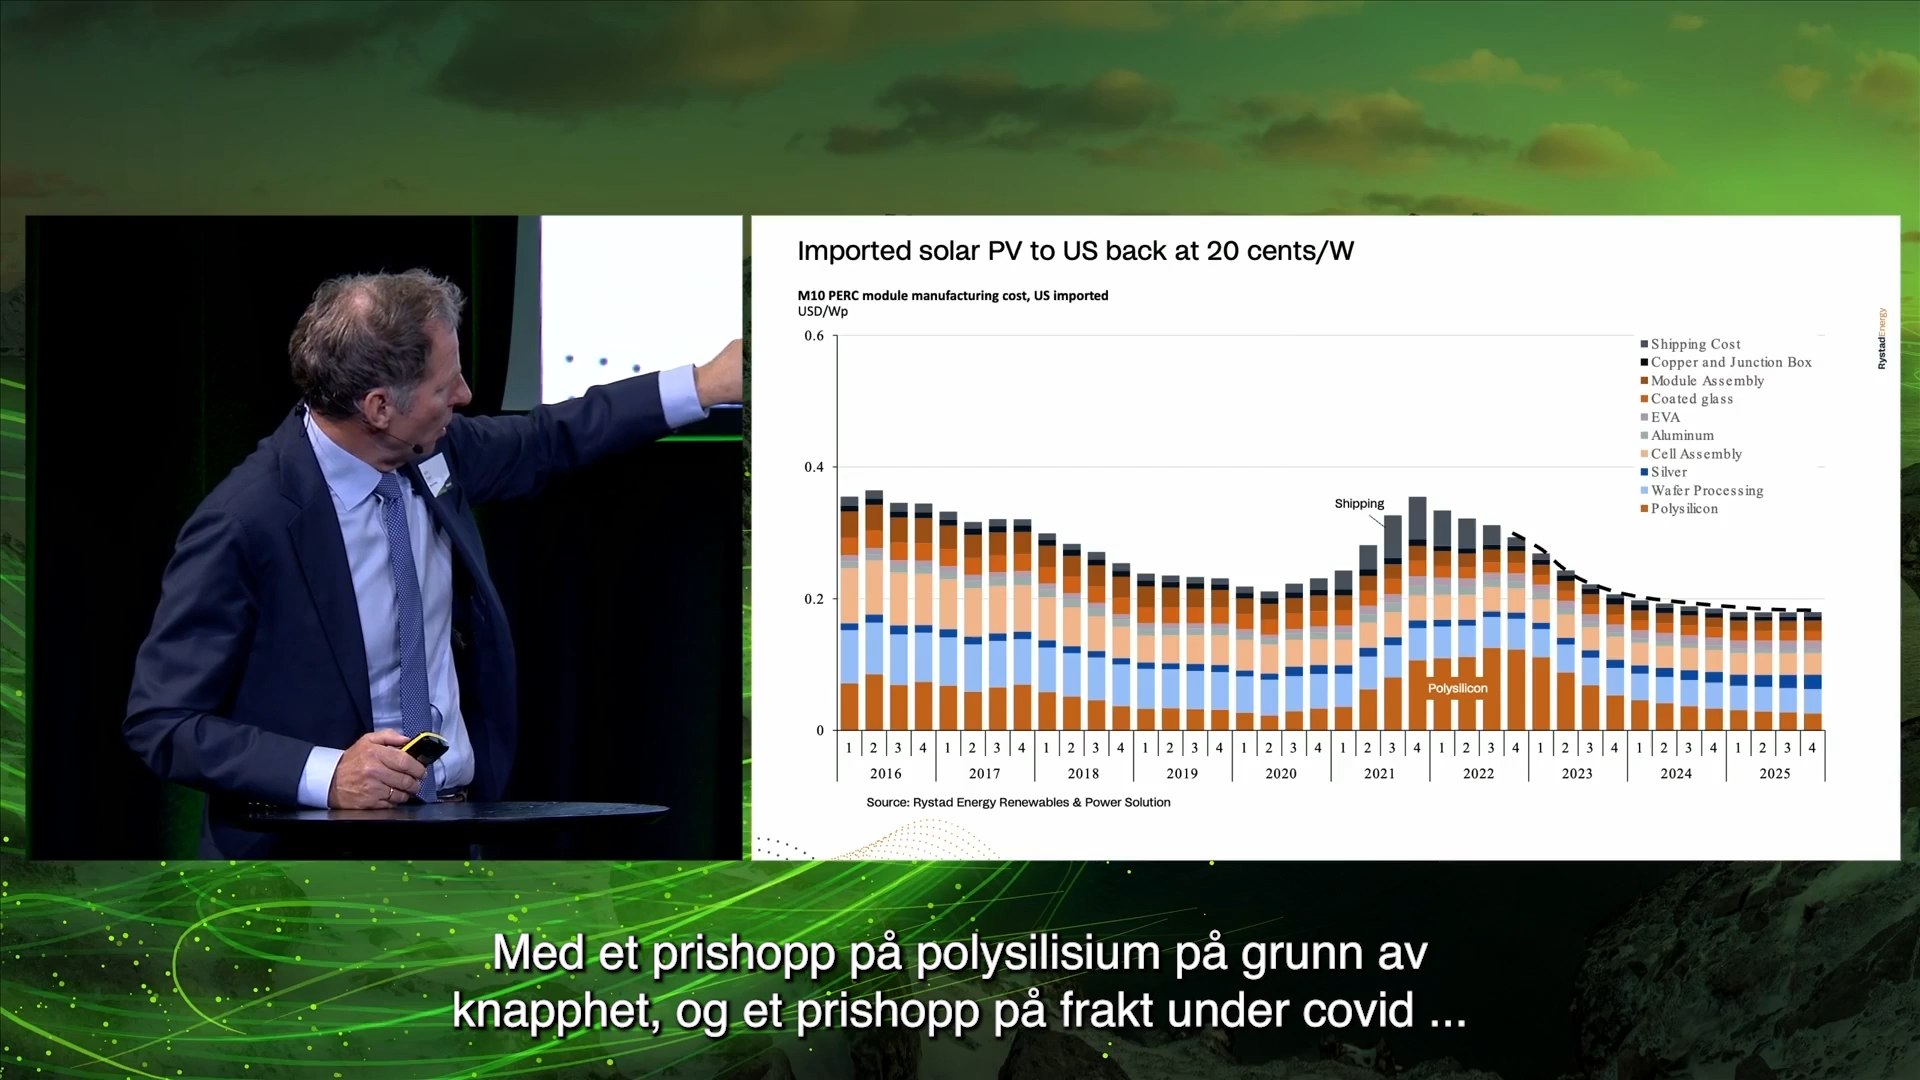 Imported solar PV to US back at 20 cents/W
M10 PERC module manufacturing cost, US imported
USD/Wp
0.6
0.4
0.2
0
Shipping
Polysilicon
Shipping Cost
Copper and Junction Box
Module Assembly
Coated glass
EVA
Aluminum
Cell Assembly
Silver
Wafer Processing
Polysilicon
RystadEnergy
1 2 3 4 1 2 3 4 1 2 3 4 1 2 3 4 1 2 3 4 1 2 3 4 1 2 3 4 1 2 3 4 1 2 3 4 1 2 3 4
2016 2017 2018 2019 2020 2021 2022 2023 2024 2025
Source: Rystad Energy Renewables & Power Solution
Med et prishopp på polysilisium på grunn av
knapphet, og et prishopp på frakt under covid ...